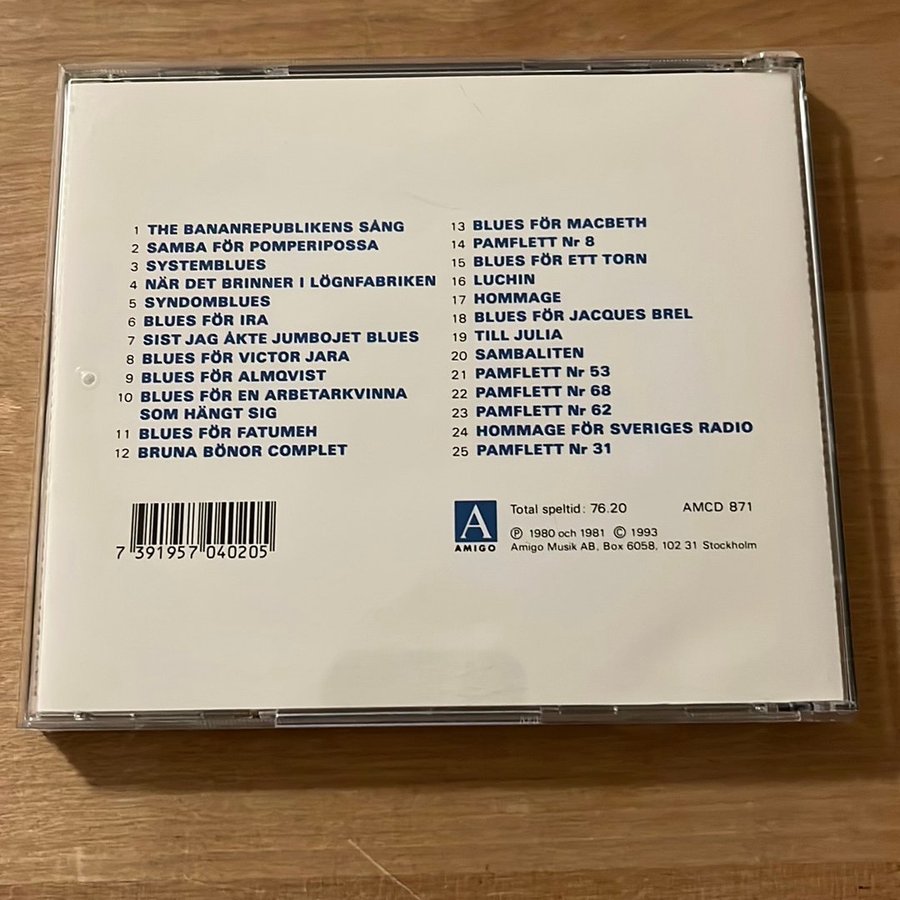 1 THE BANANREPUBLIKENS SÅNG
2 SAMBA FÖR POMPERIPOSSA
3 SYSTEMBLUES
4 NÄR DET BRINNER I LÖGNFABRIKEN
5 SYNDOMBLUES
6 BLUES FÖR IRA
7 SIST JAG ÅKTE JUMBOJET BLUES
8 BLUES FÖR VICTOR JARA
9 BLUES FÖR ALMQVIST
10 BLUES FÖR EN ARBETARKVINNA
SOM HÄNGT SIG
11 BLUES FÖR FATUMEH
12 BRUNA BÖNOR COMPLET
13 BLUES FÖR MACBETH
14 PAMFLETT Nr 8
15 BLUES FÖR ETT TORN
16 LUCHIN
17 HOMMAGE
18 BLUES FÖR JACQUES BREL
19 TILL JULIA
20 SAMBALITEN
21 PAMFLETT Nr 53
22 PAMFLETT Nr 68
23 PAMFLETT Nr 62
24 HOMMAGE FÖR SVERIGES RADIO
25 PAMFLETT Nr 31
7 391957 040205
A
AMIGO
Total speltid: 76.20 AMCD 871
℗ 1980 och 1981 © 1993
Amigo Musik AB, Box 6058, 102 31 Stockholm